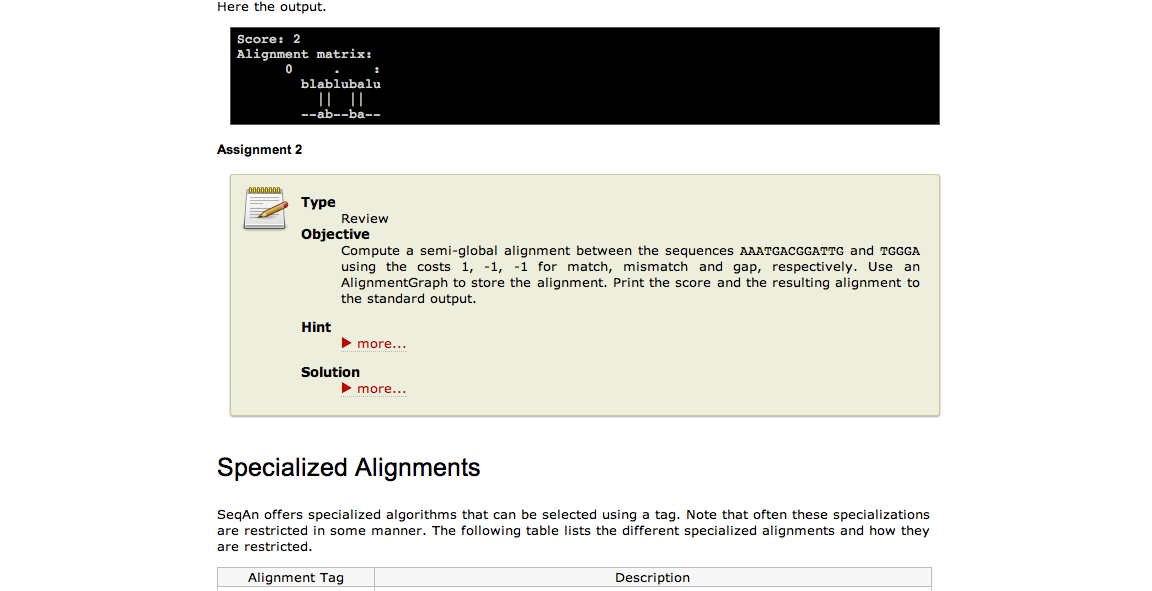 Here the output.
Score: 2
Alignment matrix:
      0     .    :
        blablubalu
          ||  ||
        --ab--ba--
Assignment 2
Type
Review
Objective
Compute a semi-global alignment between the sequences AAATGACGGATTG and TGGGA
using the costs 1, -1, -1 for match, mismatch and gap, respectively. Use an
AlignmentGraph to store the alignment. Print the score and the resulting alignment to
the standard output.
Hint
▶ more...
Solution
▶ more...
Specialized Alignments
SeqAn offers specialized algorithms that can be selected using a tag. Note that often these specializations
are restricted in some manner. The following table lists the different specialized alignments and how they
are restricted.
Alignment Tag Description